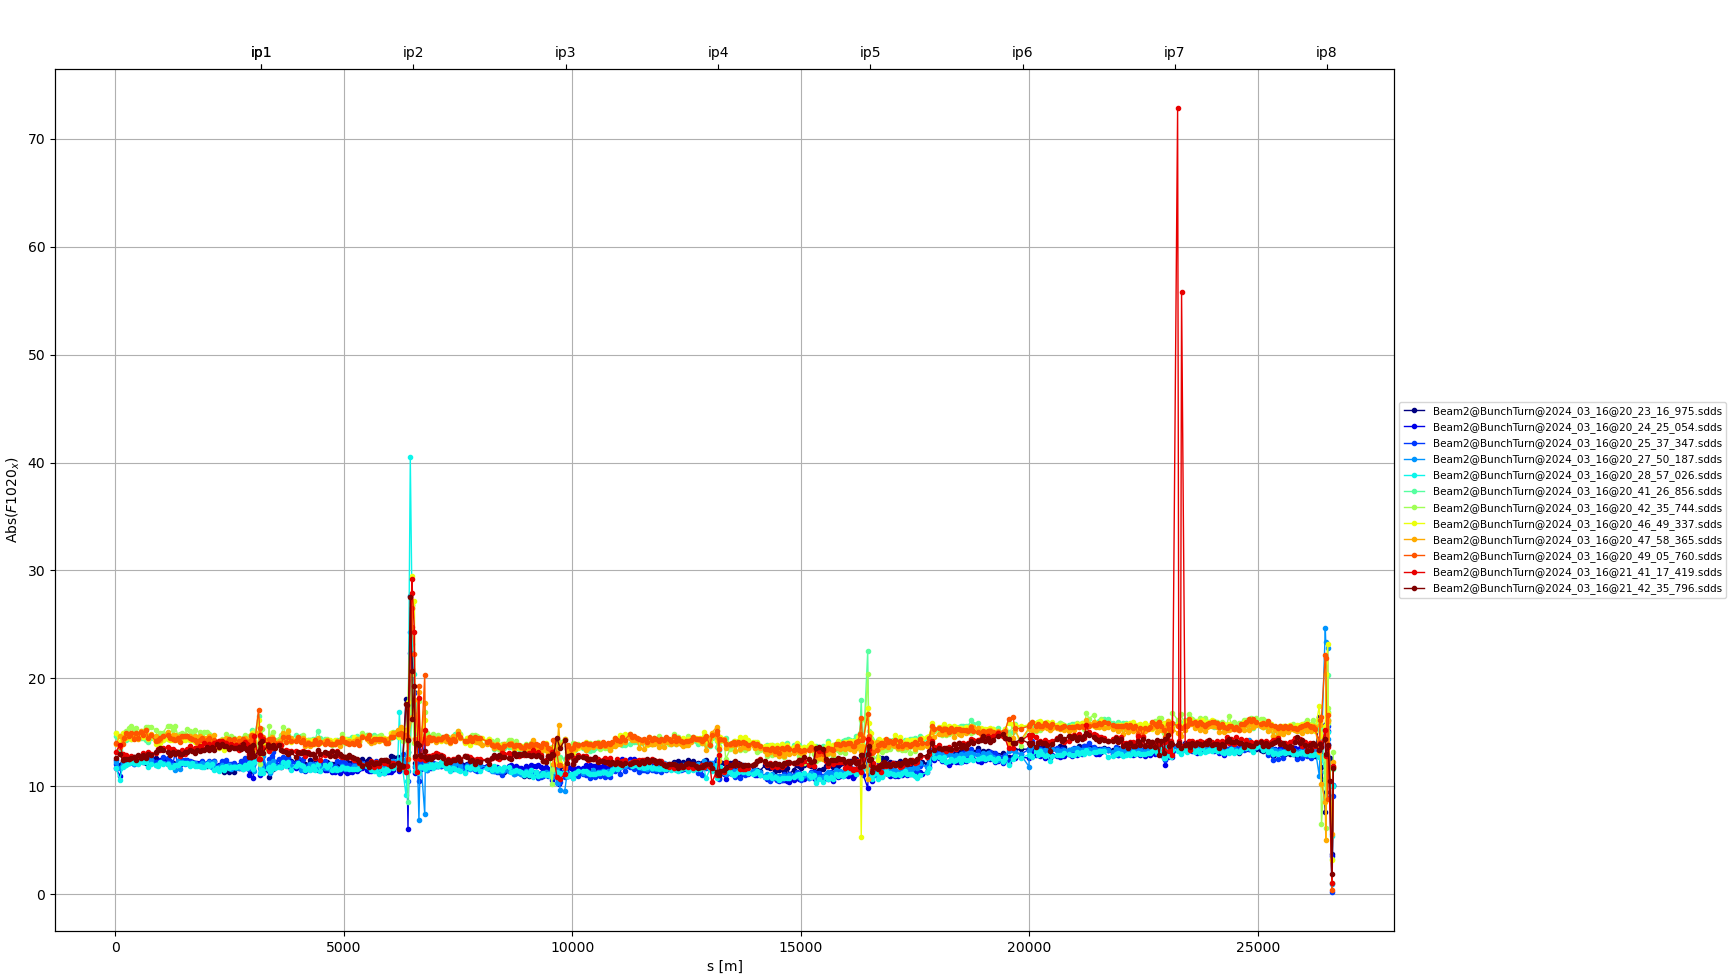 ip1 ip2 ip3 ip4 ip5 ip6 ip7 ip8
70
60
50
40
30
20
10
0
Abs(F1020x)
0 5000 10000 15000 20000 25000
s [m]
Beam2@BunchTurn@2024_03_16@20_23_16_975.sdds
Beam2@BunchTurn@2024_03_16@20_24_25_054.sdds
Beam2@BunchTurn@2024_03_16@20_25_37_347.sdds
Beam2@BunchTurn@2024_03_16@20_27_50_187.sdds
Beam2@BunchTurn@2024_03_16@20_28_57_026.sdds
Beam2@BunchTurn@2024_03_16@20_41_26_856.sdds
Beam2@BunchTurn@2024_03_16@20_42_35_744.sdds
Beam2@BunchTurn@2024_03_16@20_46_49_337.sdds
Beam2@BunchTurn@2024_03_16@20_47_58_365.sdds
Beam2@BunchTurn@2024_03_16@20_49_05_760.sdds
Beam2@BunchTurn@2024_03_16@21_41_17_419.sdds
Beam2@BunchTurn@2024_03_16@21_42_35_796.sdds